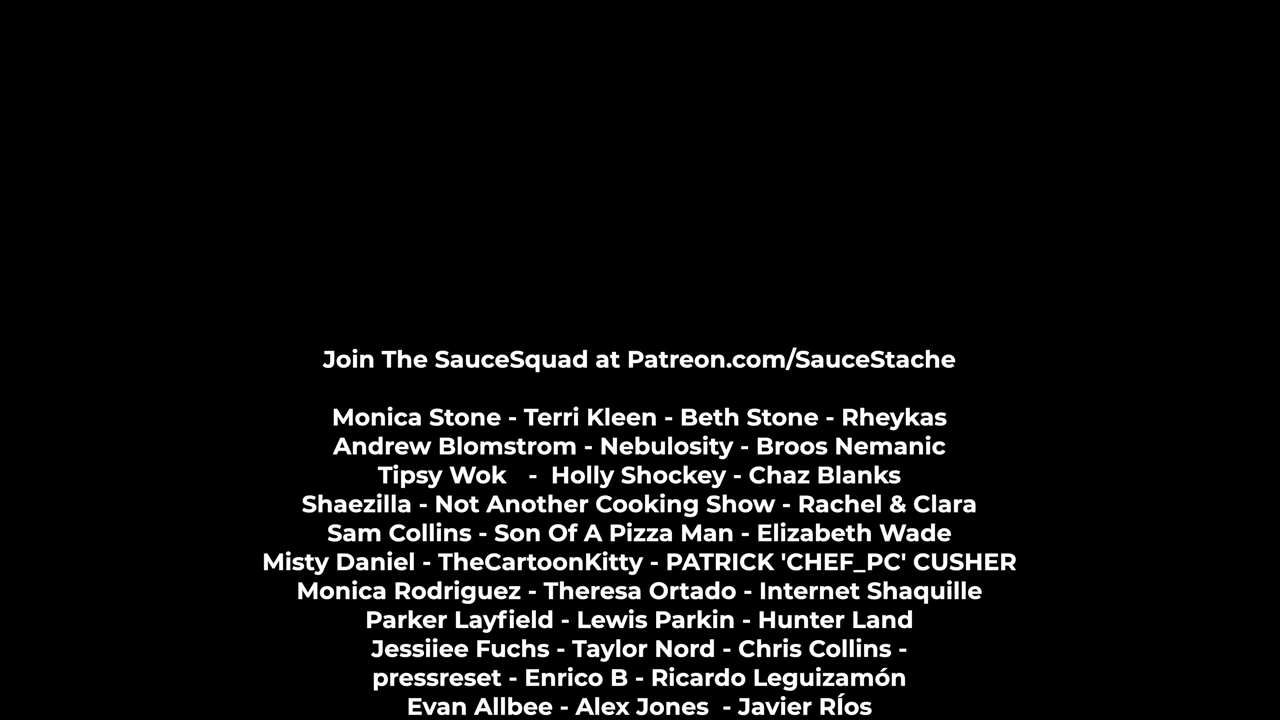 Join The SauceSquad at Patreon.com/SauceStache
Monica Stone - Terri Kleen - Beth Stone - Rheykas
Andrew Blomstrom - Nebulosity - Broos Nemanic
Tipsy Wok - Holly Shockey - Chaz Blanks
Shaezilla - Not Another Cooking Show - Rachel & Clara
Sam Collins - Son Of A Pizza Man - Elizabeth Wade
Misty Daniel - TheCartoonKitty - PATRICK 'CHEF_PC' CUSHER
Monica Rodriguez - Theresa Ortado - Internet Shaquille
Parker Layfield - Lewis Parkin - Hunter Land
Jessiiee Fuchs - Taylor Nord - Chris Collins -
pressreset - Enrico B - Ricardo Leguizamón
Evan Allbee - Alex Jones - Javier RÍos